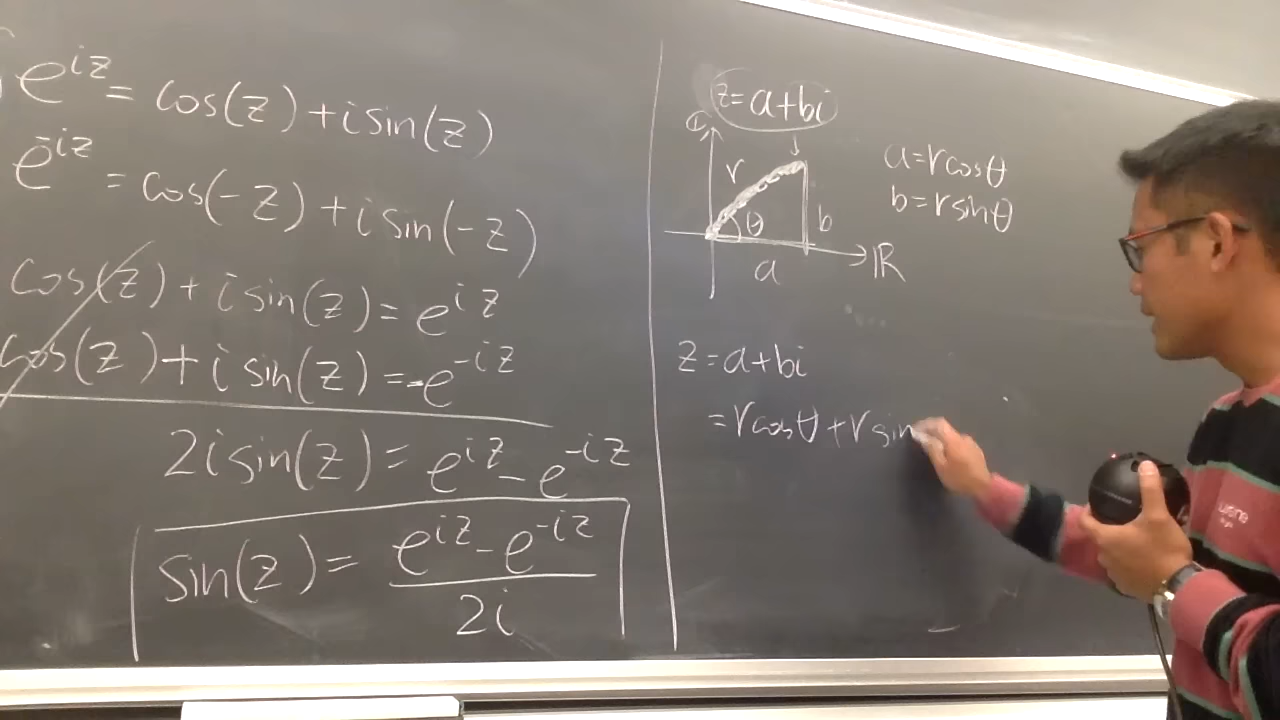 e^{iz} = cos(z) + i sin(z)
e^{-iz} = cos(-z) + i sin(-z)
cos(z) + i sin(z) = e^{iz}
cos(z) + i sin(z) = -e^{-iz}
2i sin(z) = e^{iz} - e^{-iz}
sin(z) = \frac{e^{iz} - e^{-iz}}{2i}
z = a+bi
r
θ
b
a
ℝ
a = r cos θ
b = r sin θ
z = a+bi
= r cos θ + r sin